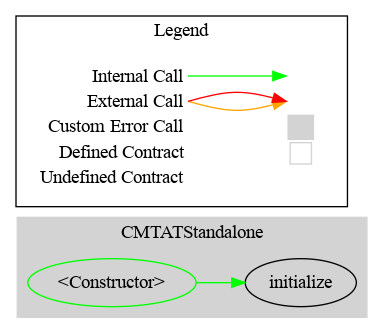 Legend
Internal Call
External Call
Custom Error Call
Defined Contract
Undefined Contract
CMTATStandalone
<Constructor>
initialize